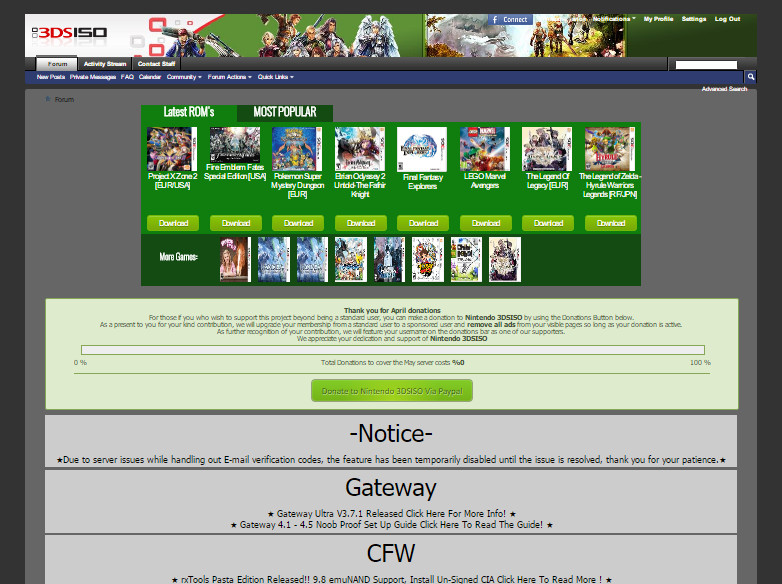 3DSISO
Connect
Notifications My Profile Settings Log Out
Forum Activity Stream Contact Staff
New Posts Private Messages FAQ Calendar Community Forum Actions Quick Links
Advanced Search
Forum
Latest ROM's MOST POPULAR
Project X Zone 2 [EUR/USA]
Fire Emblem Fates Special Edition [USA]
Pokemon Super Mystery Dungeon [EUR]
Etrian Odyssey 2 Untold-The Fafnir Knight
Final Fantasy Explorers
LEGO Marvel Avengers
The Legend Of Legacy [EUR]
The Legend of Zelda - Hyrule Warriors Legends [RF/JPN]
Download Download Download Download Download Download Download Download
More Games:
Thank you for April donations
For those if you who wish to support this project beyond being a standard user, you can make a donation to Nintendo 3DSISO by using the Donations Button below.
As a present to you for your kind contribution, we will upgrade your membership from a standard user to a sponsored user and remove all ads from your visible pages so long as your donation is active.
As further recognition of your contribution, we will feature your username on the donations bar as one of our supporters.
We appreciate your dedication and support of Nintendo 3DSISO
0 % Total Donations to cover the May server costs %0 100 %
Donate to Nintendo 3DSISO Via Paypal
-Notice-
★Due to server issues while handling out E-mail verification codes, the feature has been temporarily disabled until the issue is resolved, thank you for your patience.★
Gateway
★ Gateway Ultra V3.7.1 Released Click Here For More Info! ★
★ Gateway 4.1 - 4.5 Noob Proof Set Up Guide Click Here To Read The Guide! ★
CFW
★ rxTools Pasta Edition Released!! 9.8 emuNAND Support, Install Un-Signed CIA Click Here To Read More ! ★